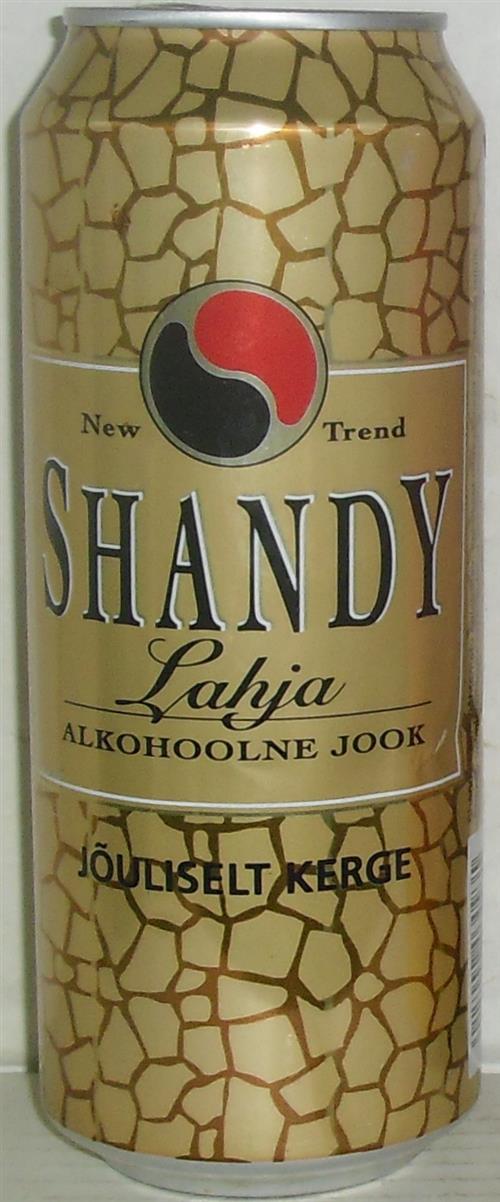 New Trend
SHANDY
Lahja
ALKOHOOLNE JOOK
JÕULISELT KERGE